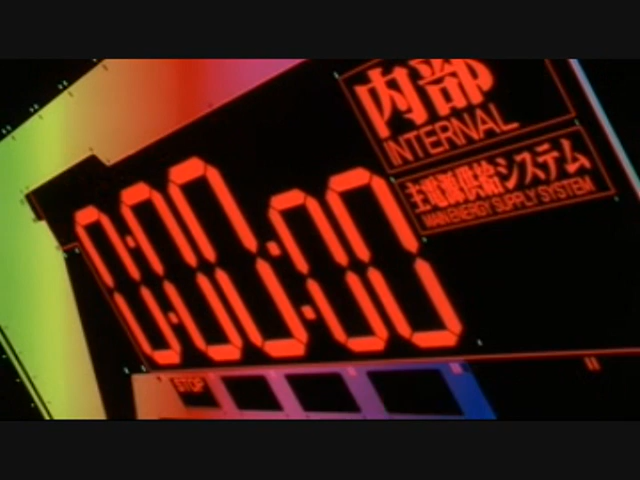 内部
INTERNAL
主電源供給システム
MAIN ENERGY SUPPLY SYSTEM
0:00:00
STOP